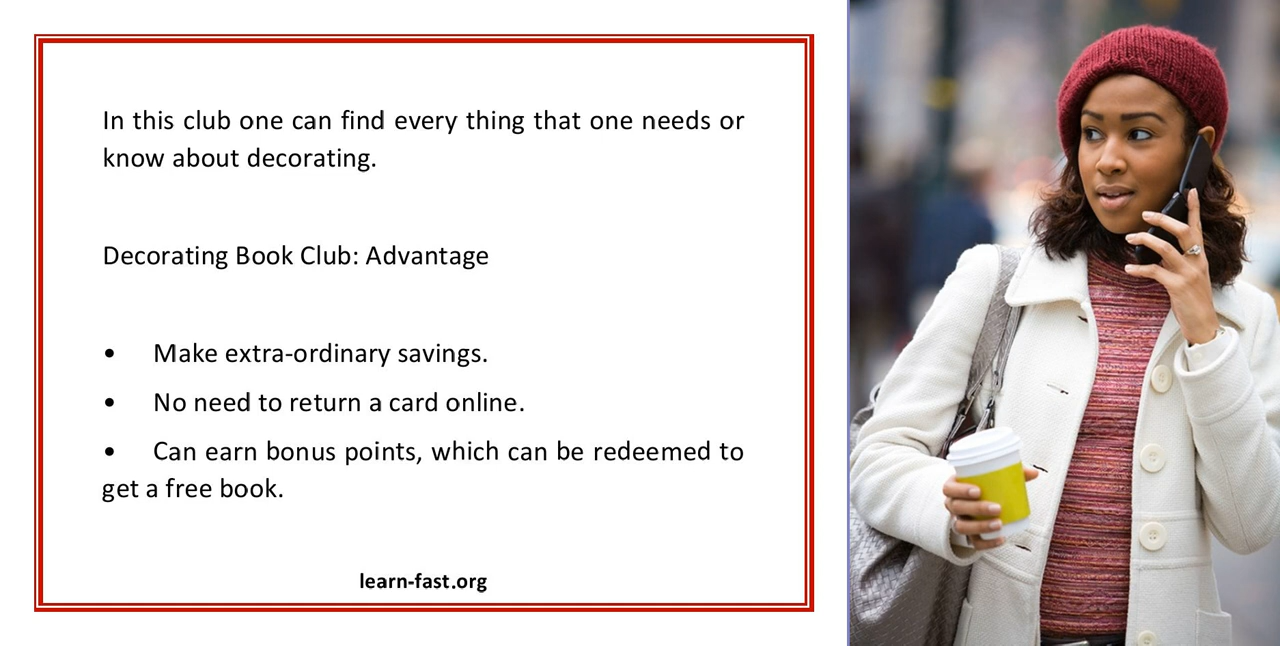 In this club one can find every thing that one needs or
know about decorating.
Decorating Book Club: Advantage
• Make extra-ordinary savings.
• No need to return a card online.
• Can earn bonus points, which can be redeemed to
get a free book.
learn-fast.org